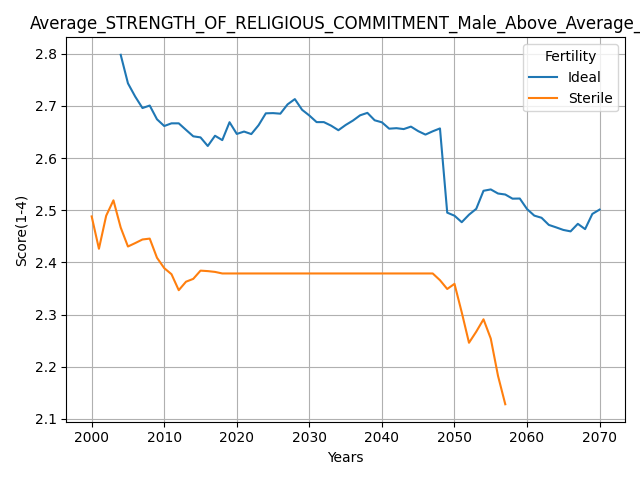 Average_STRENGTH_OF_RELIGIOUS_COMMITMENT_Male_Above_Average_
Fertility
Ideal
Sterile
Score(1-4)
2.8
2.7
2.6
2.5
2.4
2.3
2.2
2.1
2000 2010 2020 2030 2040 2050 2060 2070
Years